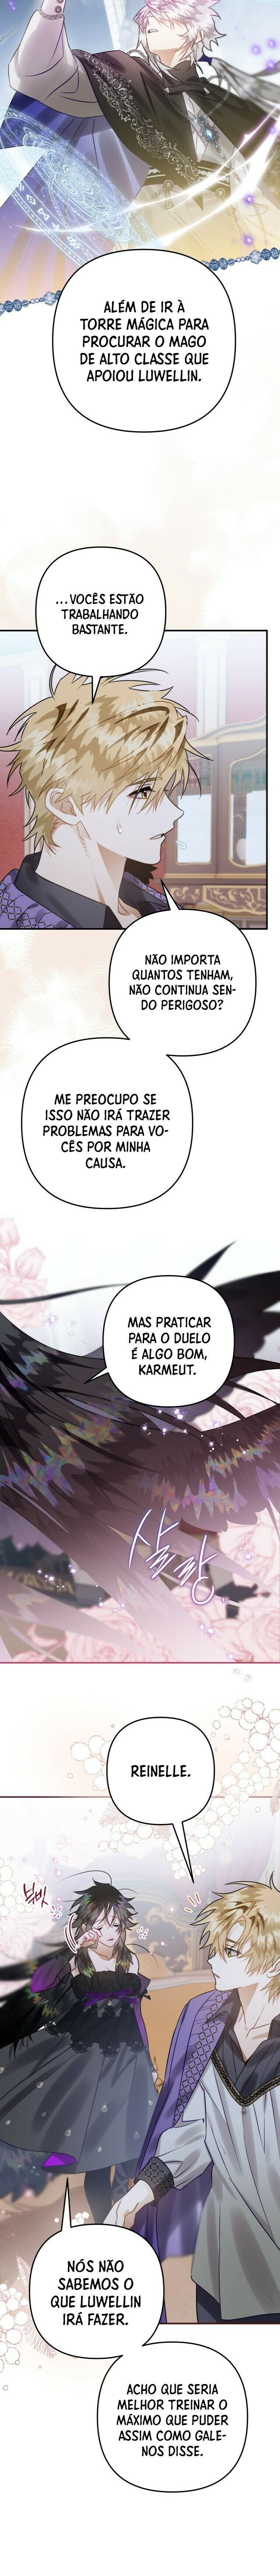 ALÉM DE IR À
TORRE MÁGICA PARA
PROCURAR O MAGO
DE ALTO CLASSE QUE
APOIOU LUWELLIN.
...VOCÊS ESTÃO
TRABALHANDO
BASTANTE.
NÃO IMPORTA
QUANTOS TENHAM,
NÃO CONTINUA SEN-
DO PERIGOSO?
ME PREOCUPO SE
ISSO NÃO IRÁ TRAZER
PROBLEMAS PARA VO-
CÊS POR MINHA
CAUSA.
MAS PRATICAR
PARA O DUELO
É ALGO BOM,
KARMEUT.
살랑
REINELLE.
부빗
NÓS NÃO
SABEMOS O
QUE LUWELLIN
IRÁ FAZER.
ACHO QUE SERIA
MELHOR TREINAR O
MÁXIMO QUE PUDER
ASSIM COMO GALE-
NOS DISSE.